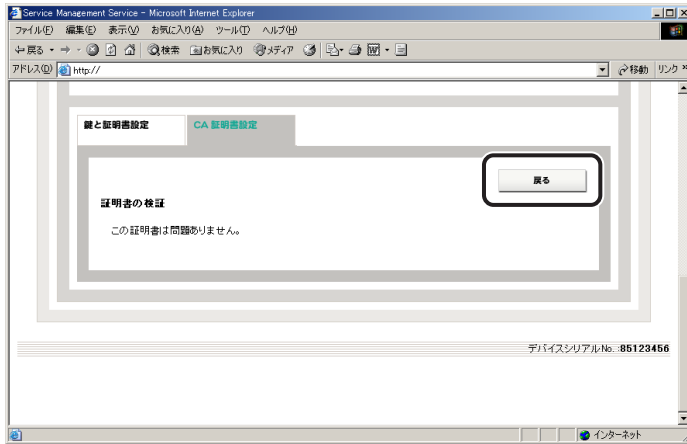 Service Management Service - Microsoft Internet Explorer
ファイル(F) 編集(E) 表示(V) お気に入り(A) ツール(T) ヘルプ(H)
戻る 検索 お気に入り メディア
アドレス(D) http:// 移動 リンク »
鍵と証明書設定 CA 証明書設定
戻る
証明書の検証
この証明書は問題ありません。
デバイスシリアルNo. :85123456
インターネット